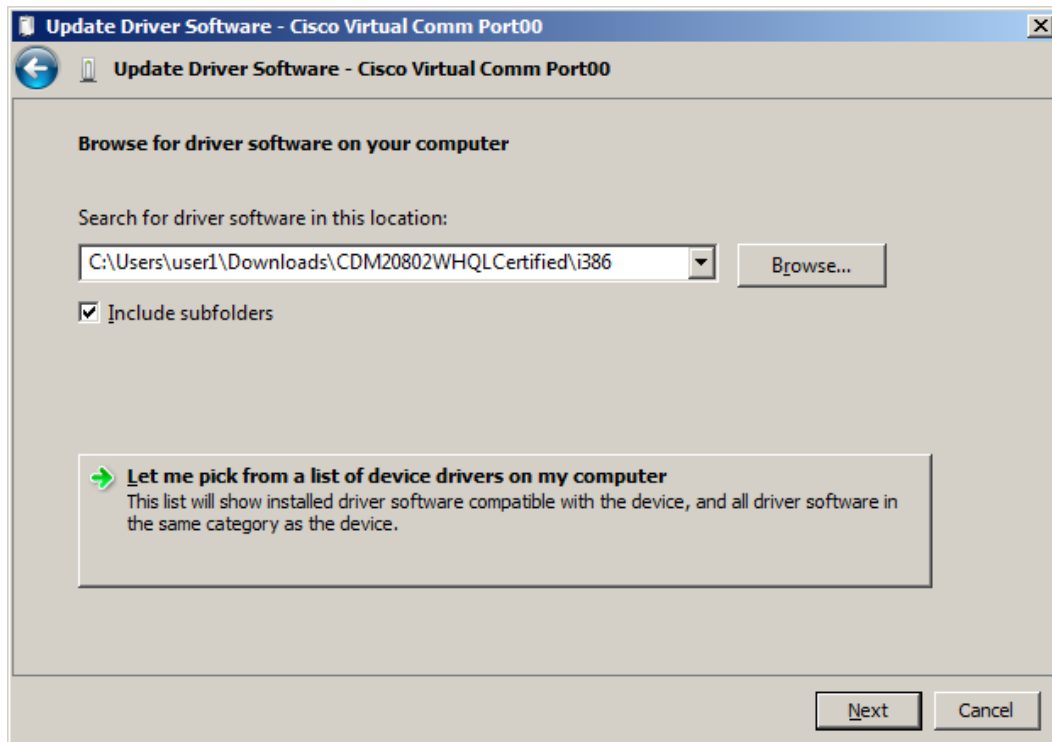 Update Driver Software - Cisco Virtual Comm Port00
Update Driver Software - Cisco Virtual Comm Port00
Browse for driver software on your computer
Search for driver software in this location:
C:\Users\user1\Downloads\CDM20802WHQLCertified\i386
Browse...
Include subfolders
Let me pick from a list of device drivers on my computer
This list will show installed driver software compatible with the device, and all driver software in
the same category as the device.
Next
Cancel